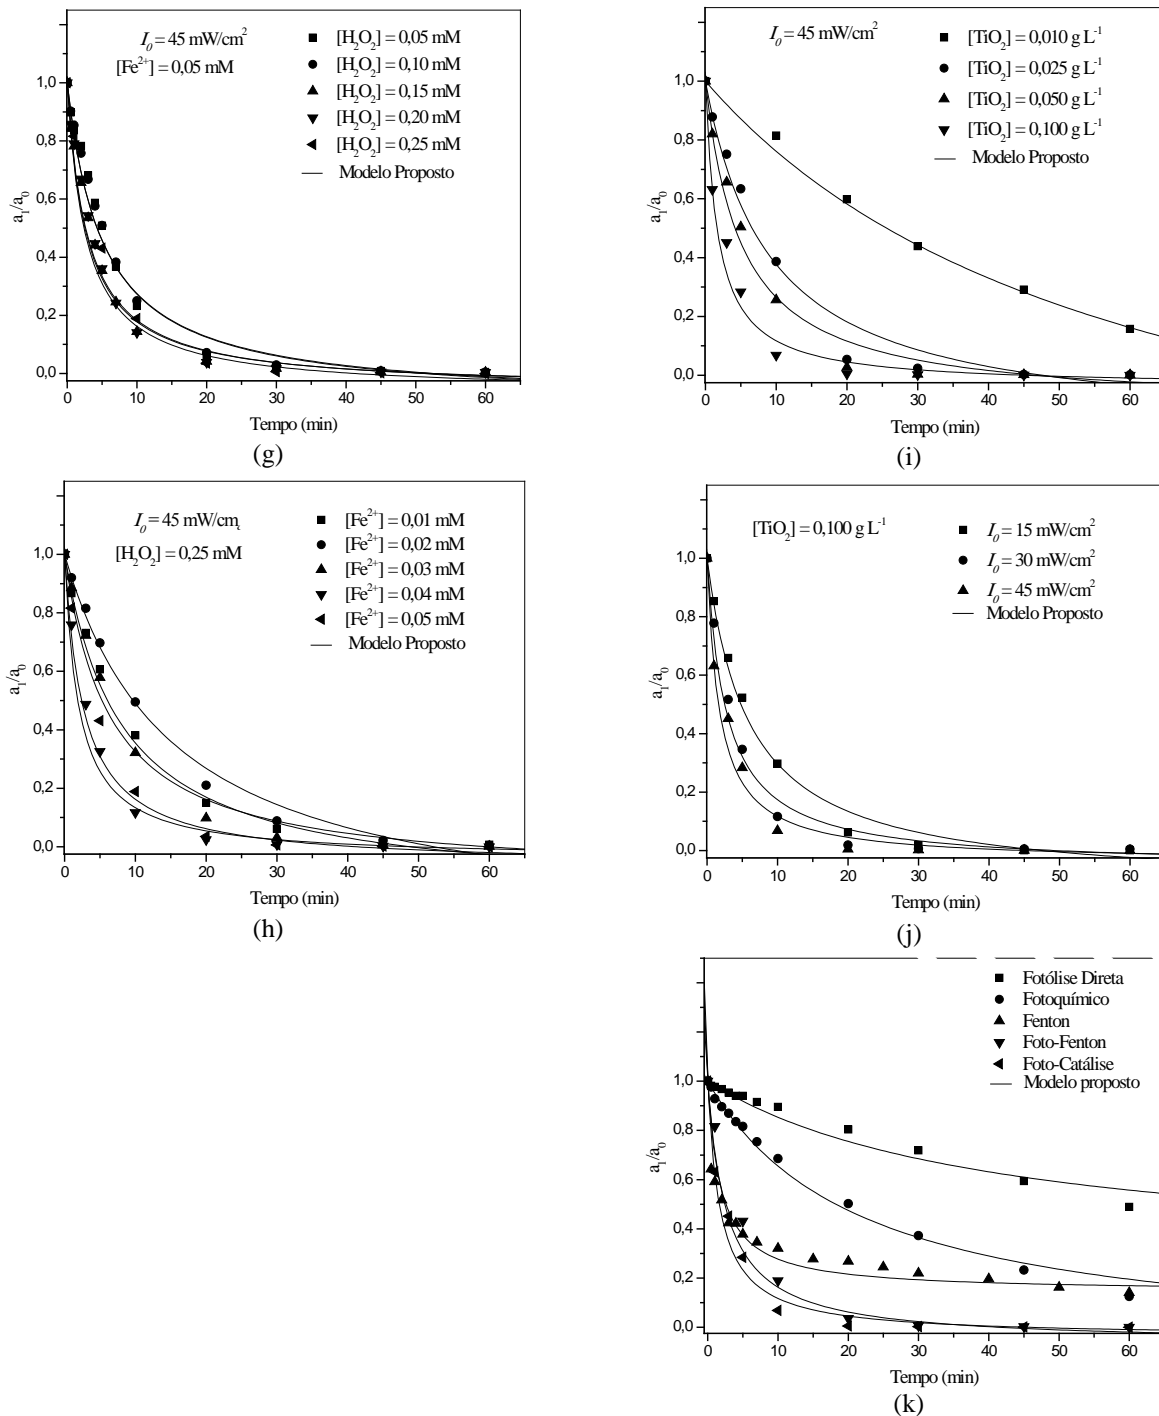 I₀ = 45 mW/cm²
[Fe²⁺] = 0,05 mM
[H₂O₂] = 0,05 mM
[H₂O₂] = 0,10 mM
[H₂O₂] = 0,15 mM
[H₂O₂] = 0,20 mM
[H₂O₂] = 0,25 mM
Modelo Proposto
1,0
0,8
0,6
0,4
0,2
0,0
a₁/a₀
0 10 20 30 40 50 60
Tempo (min)
(g)
I₀ = 45 mW/cm²
[TiO₂] = 0,010 g L⁻¹
[TiO₂] = 0,025 g L⁻¹
[TiO₂] = 0,050 g L⁻¹
[TiO₂] = 0,100 g L⁻¹
Modelo Proposto
1,0
0,8
0,6
0,4
0,2
0,0
a₁/a₀
0 10 20 30 40 50 60
Tempo (min)
(i)
I₀ = 45 mW/cm
[H₂O₂] = 0,25 mM
[Fe²⁺] = 0,01 mM
[Fe²⁺] = 0,02 mM
[Fe²⁺] = 0,03 mM
[Fe²⁺] = 0,04 mM
[Fe²⁺] = 0,05 mM
Modelo Proposto
1,0
0,8
0,6
0,4
0,2
0,0
a₁/a₀
0 10 20 30 40 50 60
Tempo (min)
(h)
[TiO₂] = 0,100 g L⁻¹
I₀ = 15 mW/cm²
I₀ = 30 mW/cm²
I₀ = 45 mW/cm²
Modelo Proposto
1,0
0,8
0,6
0,4
0,2
0,0
a₁/a₀
0 10 20 30 40 50 60
Tempo (min)
(j)
Fotólise Direta
Fotoquímico
Fenton
Foto-Fenton
Foto-Catálise
Modelo proposto
1,0
0,8
0,6
0,4
0,2
0,0
a₁/a₀
0 10 20 30 40 50 60
Tempo (min)
(k)